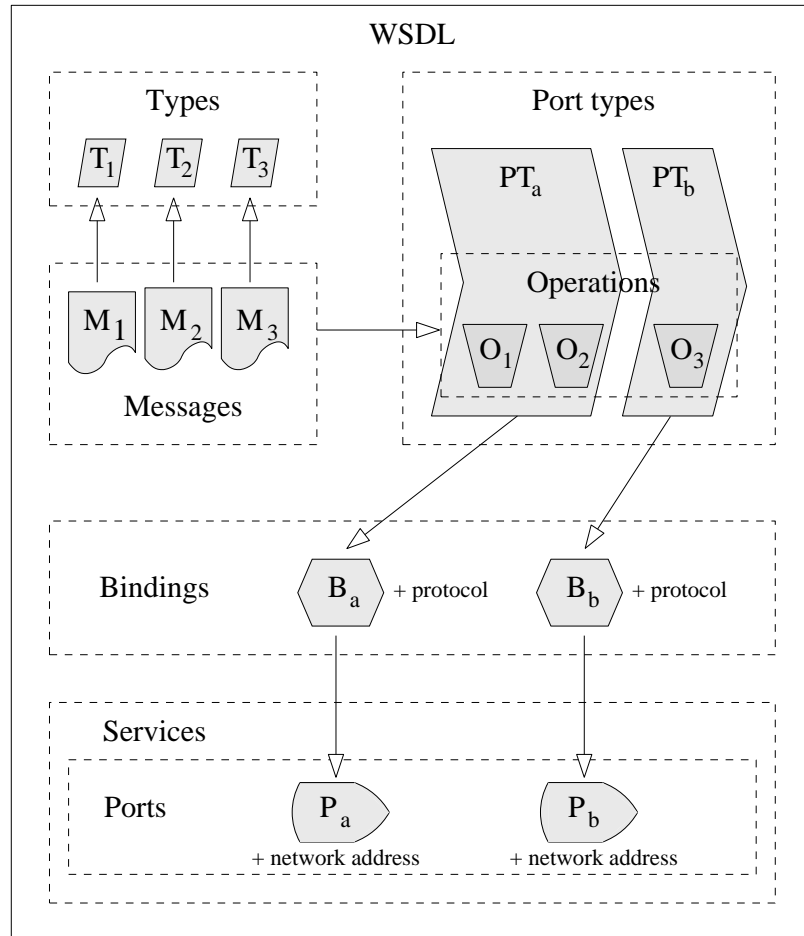 WSDL
Types
T1 T2 T3
Port types
PTa PTb
Operations
O1 O2 O3
M1 M2 M3
Messages
Bindings
Ba + protocol
Bb + protocol
Services
Ports
Pa
+ network address
Pb
+ network address